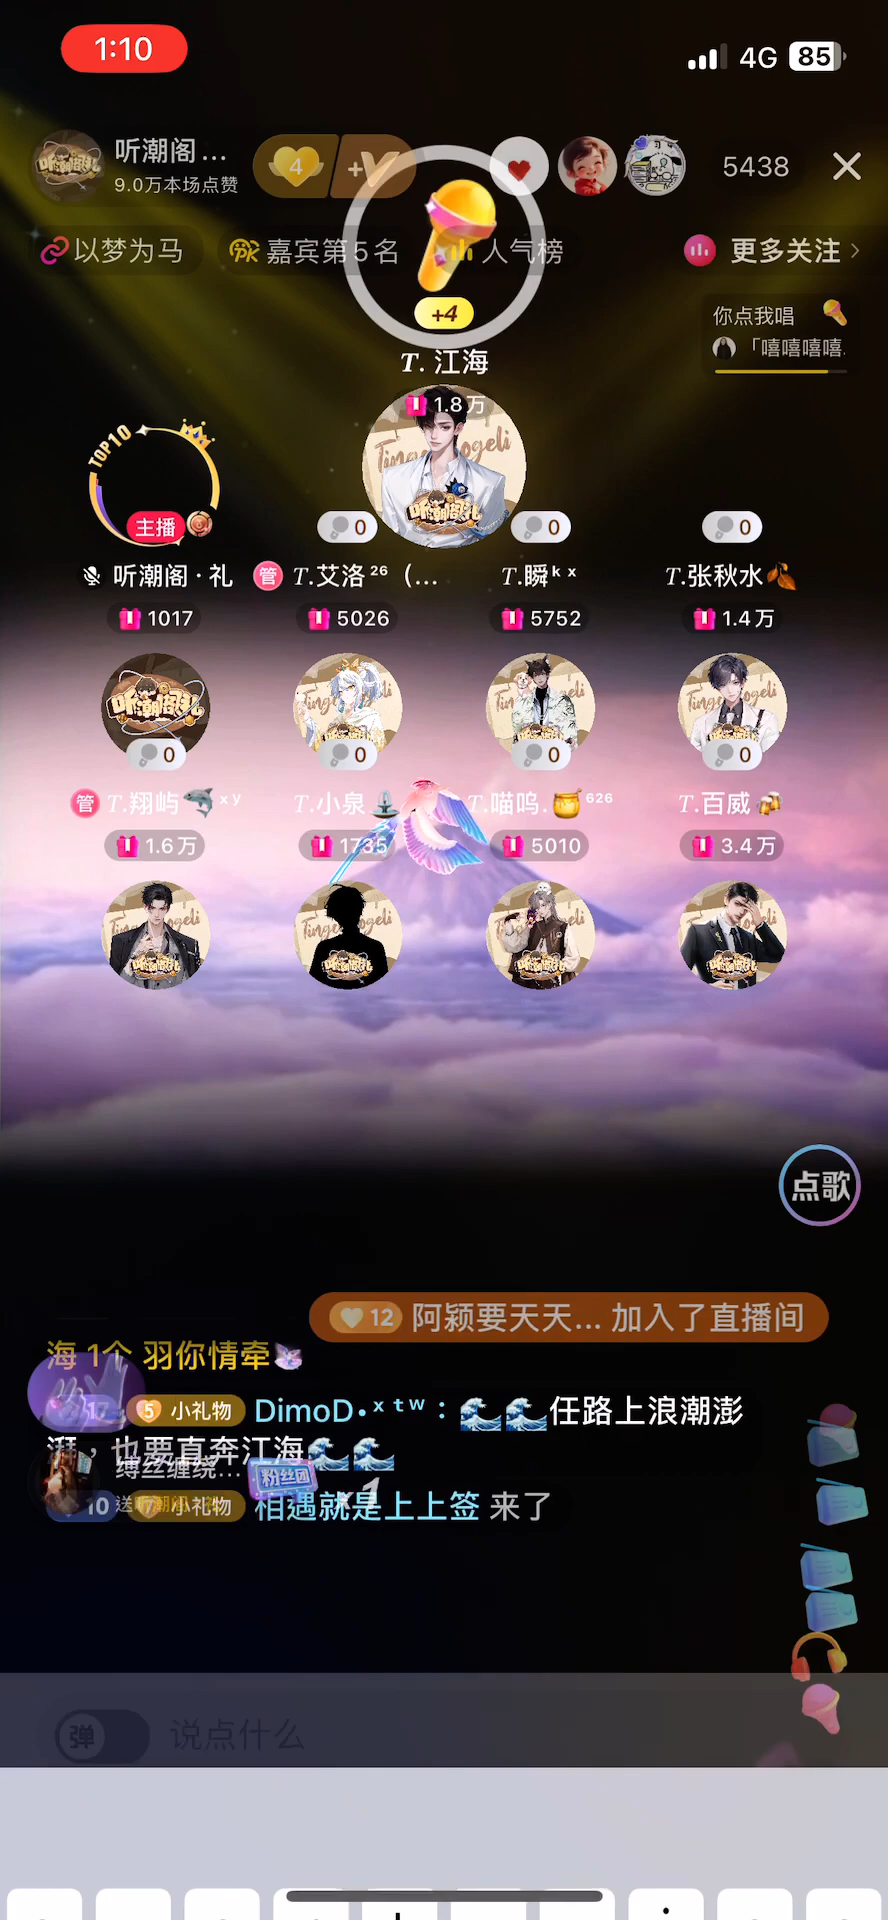 1:10
4G 85
听潮阁...
9.0万本场点赞
4
5438
以梦为马
嘉宾第5名
人气榜
更多关注
+4
你点我唱
「嘻嘻嘻嘻
T. 江海
1.8万
TOP10
主播
0
0
0
听潮阁·礼
管 T.艾洛²⁶ (...
T.瞬ᵏ ˣ
T.张秋水🍂
1017
5026
5752
1.4万
0
0
0
0
管 T.翔屿🐬ˣ ʸ
T.小泉⛲
T.喵呜.🍯⁶²⁶
T.百威🍻
1.6万
1735
5010
3.4万
点歌
12 阿颖要天天... 加入了直播间
海 1个 羽你情牵
17 5 小礼物 DimoD•ˣ ᵗ ʷ：🌊🌊任路上浪潮澎
湃，也要直奔江海🌊🌊
缚丝缠绕...
粉丝团
10 7 小礼物 相遇就是上上签 来了
弹 说点什么